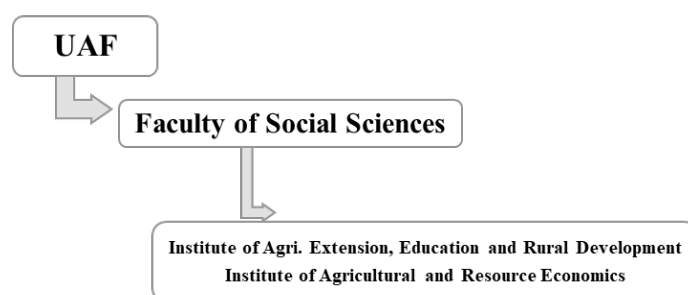 UAF
Faculty of Social Sciences
Institute of Agri. Extension, Education and Rural Development
Institute of Agricultural and Resource Economics